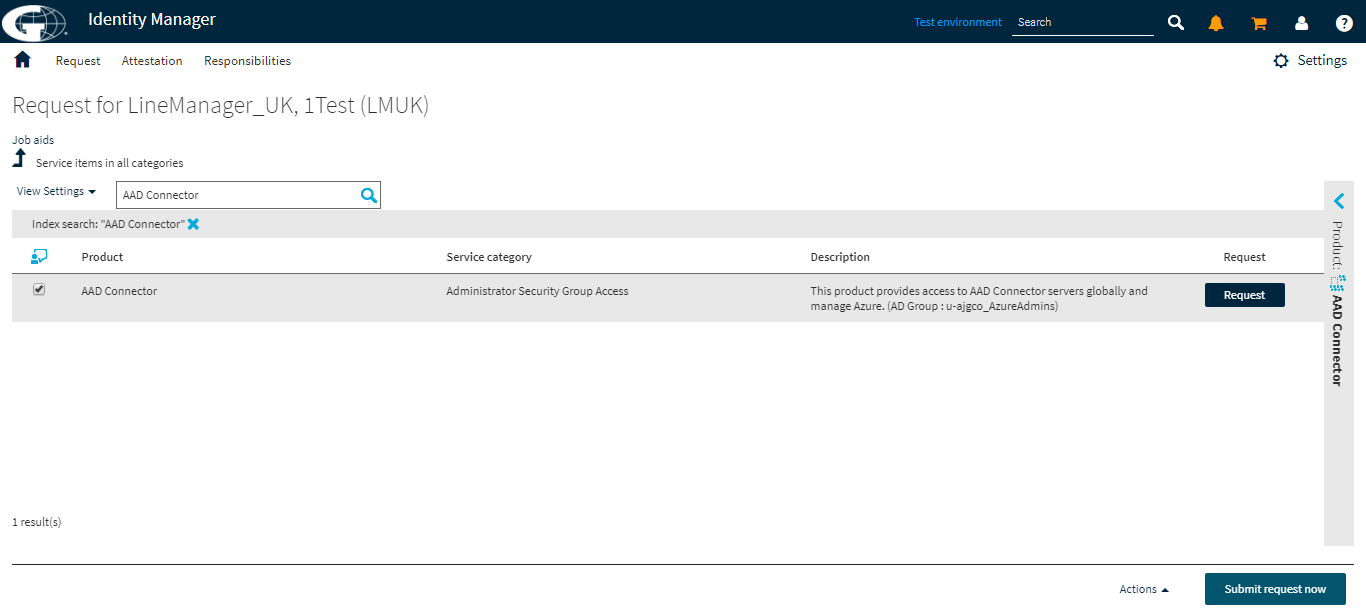 Identity Manager
Test environment
Search
?
Request
Attestation
Responsibilities
Settings
Request for LineManager_UK, 1Test (LMUK)
Job aids
Service items in all categories
View Settings
AAD Connector
Index search: "AAD Connector"
Product
Service category
Description
Request
AAD Connector
Administrator Security Group Access
This product provides access to AAD Connector servers globally and
manage Azure. (AD Group : u-ajgco_AzureAdmins)
Request
Product:
AAD Connector
1 result(s)
Actions
Submit request now